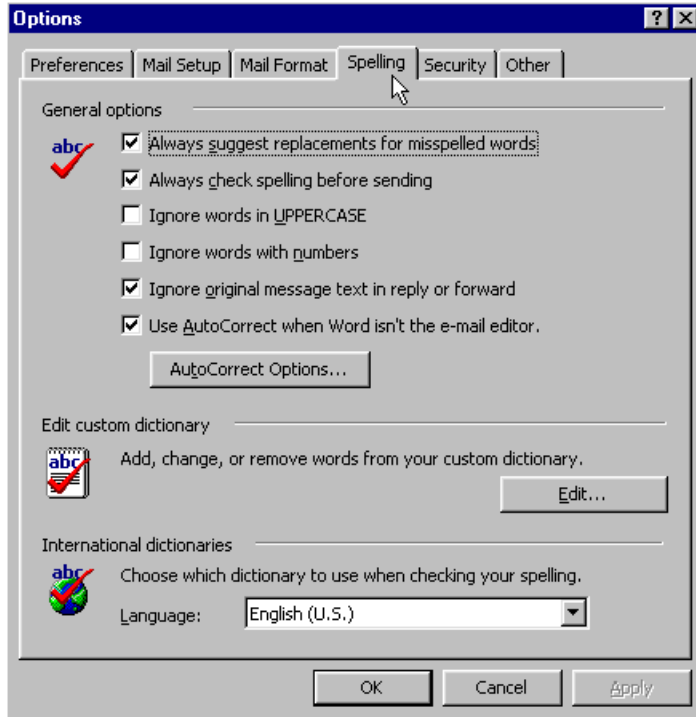 Options
Preferences Mail Setup Mail Format Spelling Security Other
General options
abc
Always suggest replacements for misspelled words
Always check spelling before sending
Ignore words in UPPERCASE
Ignore words with numbers
Ignore original message text in reply or forward
Use AutoCorrect when Word isn't the e-mail editor.
AutoCorrect Options...
Edit custom dictionary
abc
Add, change, or remove words from your custom dictionary.
Edit...
International dictionaries
abc
Choose which dictionary to use when checking your spelling.
Language: English (U.S.)
OK Cancel Apply